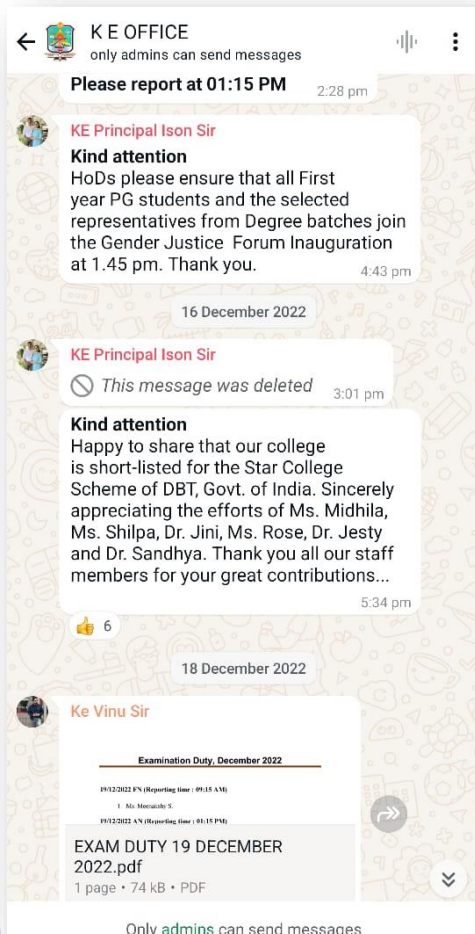 K E OFFICE
only admins can send messages
Please report at 01:15 PM
2:28 pm
KE Principal Ison Sir
Kind attention
HoDs please ensure that all First
year PG students and the selected
representatives from Degree batches join
the Gender Justice Forum Inauguration
at 1.45 pm. Thank you.
4:43 pm
16 December 2022
KE Principal Ison Sir
This message was deleted
3:01 pm
Kind attention
Happy to share that our college
is short-listed for the Star College
Scheme of DBT, Govt. of India. Sincerely
appreciating the efforts of Ms. Midhila,
Ms. Shilpa, Dr. Jini, Ms. Rose, Dr. Jesty
and Dr. Sandhya. Thank you all our staff
members for your great contributions...
5:34 pm
6
18 December 2022
Ke Vinu Sir
Examination Duty, December 2022
19/12/2022 FN (Reporting time : 09:15 AM)
1 Ms. Meenakshy S.
19/12/2022 AN (Reporting time : 01:15 PM)
EXAM DUTY 19 DECEMBER
2022.pdf
1 page • 74 kB • PDF
Only admins can send messages